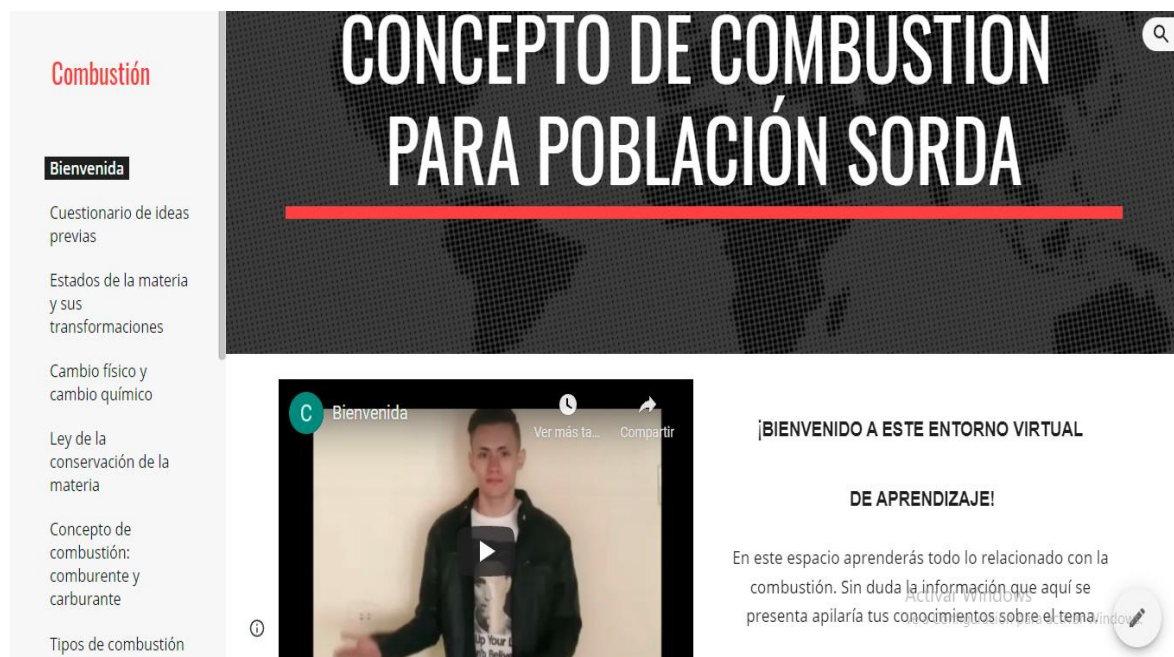 Combustión
Bienvenida
Cuestionario de ideas
previas
Estados de la materia
y sus
transformaciones
Cambio físico y
cambio químico
Ley de la
conservación de la
materia
Concepto de
combustión:
comburente y
carburante
Tipos de combustión
CONCEPTO DE COMBUSTIÓN
PARA POBLACIÓN SORDA
C Bienvenida
Ver más ta...
Compartir
¡BIENVENIDO A ESTE ENTORNO VIRTUAL
DE APRENDIZAJE!
En este espacio aprenderás todo lo relacionado con la
combustión. Sin duda la información que aquí se
presenta apilaría tus conocimientos sobre el tema.
Activar Windows